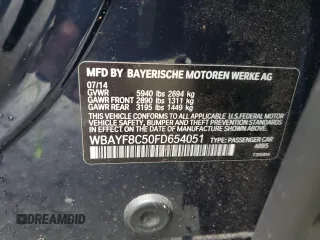 MFD BY BAYERISCHE MOTOREN WERKE AG
07/14
GVWR 5940 lbs 2694 kg
GAWR FRONT 2890 lbs 1311 kg
GAWR REAR 3195 lbs 1449 kg
THIS VEHICLE CONFORMS TO ALL APPLICABLE
FEDERAL MOTOR VEHICLE SAFETY, BUMPER,
AND THEFT PREVENTION STANDARDS IN EFFECT
ON THE DATE OF MANUFACTURE SHOWN ABOVE.
WBAYF8C50FD654051 TYPE: PASSENGER CAR
DREAMBID